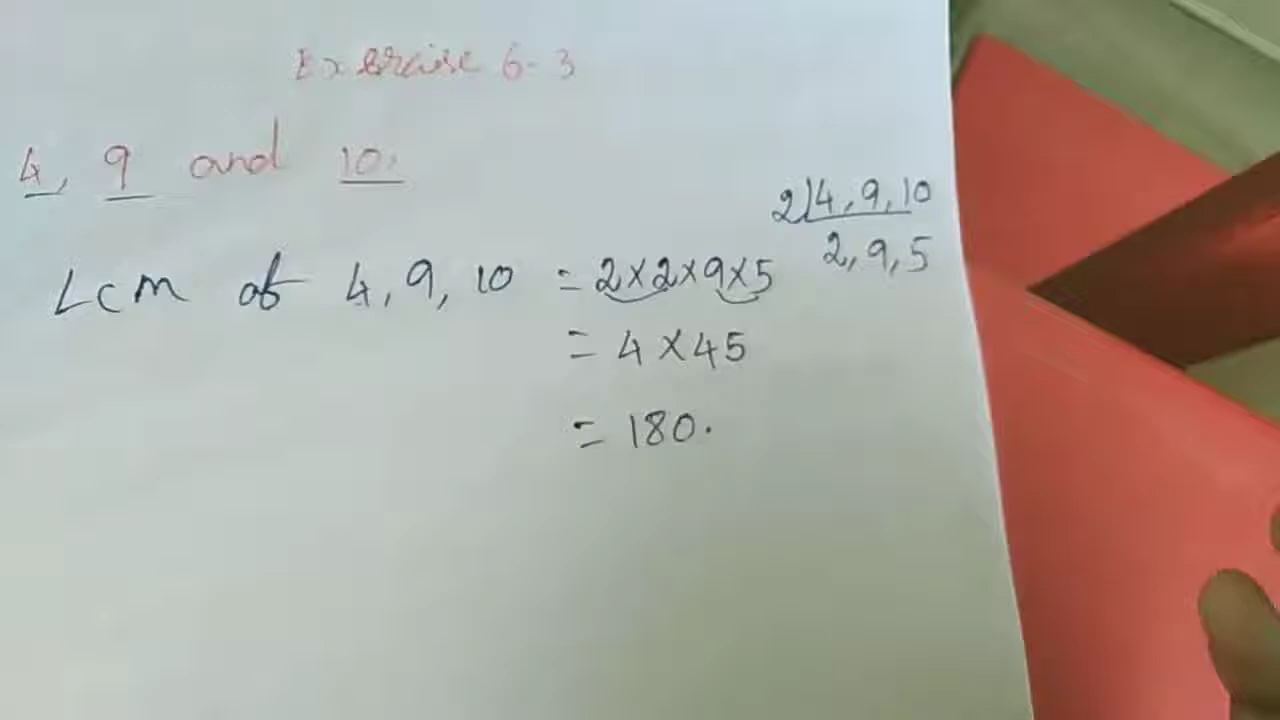 Exercise 6.3
4, 9 and 10.
2)4, 9, 10
2, 9, 5
LCM of 4, 9, 10 = 2×2×9×5
= 4×45
= 180.